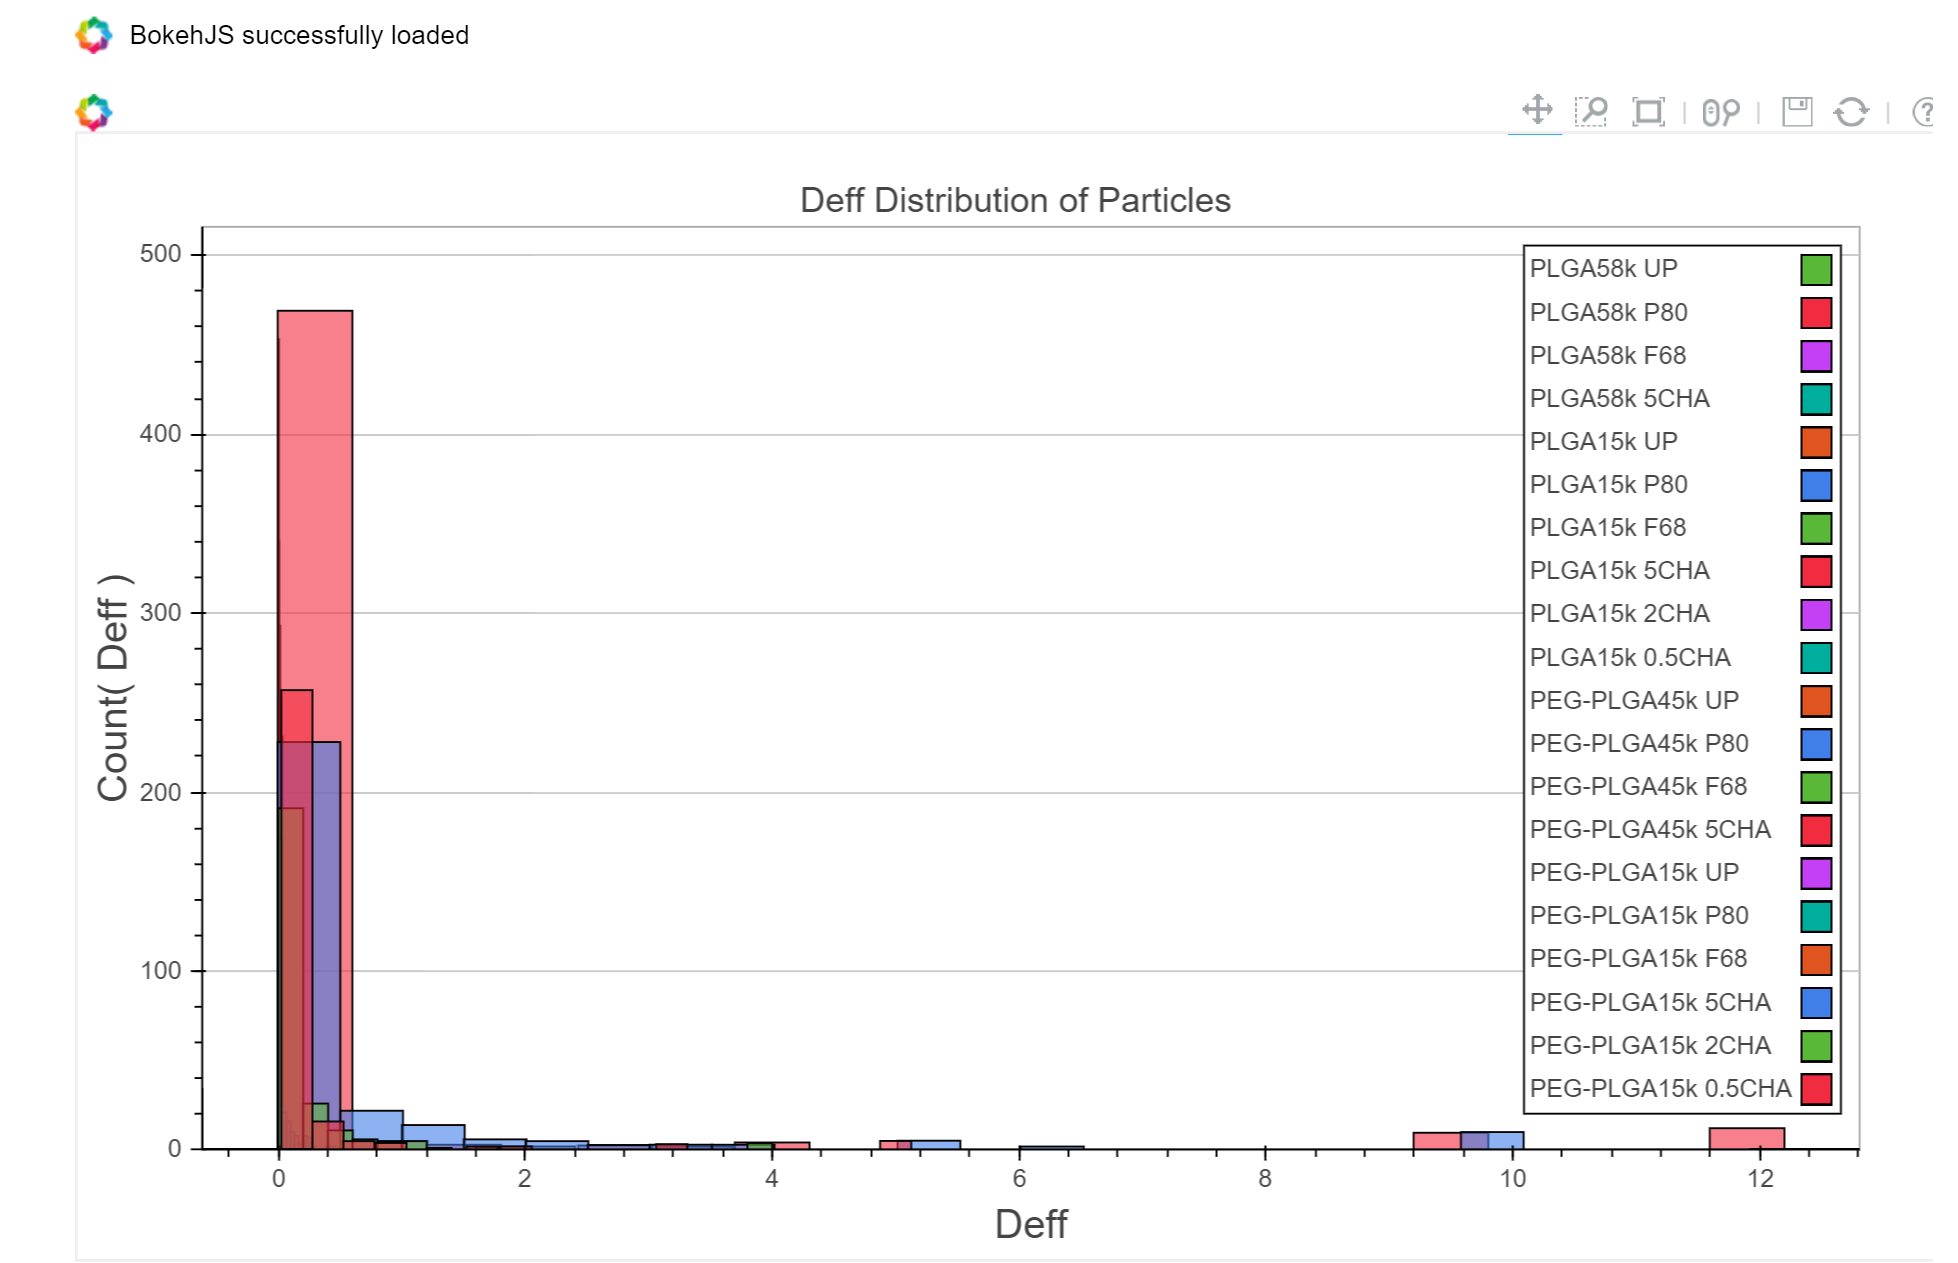 BokehJS successfully loaded
Deff Distribution of Particles
500
400
300
200
100
0
Count( Deff )
0 2 4 6 8 10 12
Deff
PLGA58k UP
PLGA58k P80
PLGA58k F68
PLGA58k 5CHA
PLGA15k UP
PLGA15k P80
PLGA15k F68
PLGA15k 5CHA
PLGA15k 2CHA
PLGA15k 0.5CHA
PEG-PLGA45k UP
PEG-PLGA45k P80
PEG-PLGA45k F68
PEG-PLGA45k 5CHA
PEG-PLGA15k UP
PEG-PLGA15k P80
PEG-PLGA15k F68
PEG-PLGA15k 5CHA
PEG-PLGA15k 2CHA
PEG-PLGA15k 0.5CHA